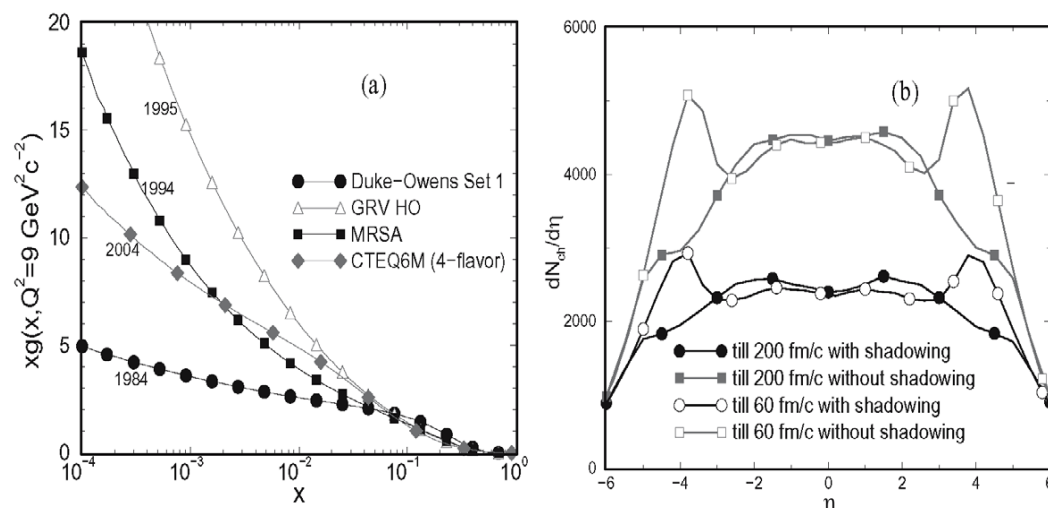 20
15
10
5
0
10⁻⁴
10⁻³
10⁻²
10⁻¹
10⁰
xg(x,Q²=9 GeV²c⁻²)
x
(a)
1995
1994
2004
1984
Duke-Owens Set 1
GRV HO
MRSA
CTEQ6M (4-flavor)
6000
4000
2000
0
-6
-4
-2
0
2
4
6
dN_ch/dη
η
(b)
till 200 fm/c with shadowing
till 200 fm/c without shadowing
till 60 fm/c with shadowing
till 60 fm/c without shadowing